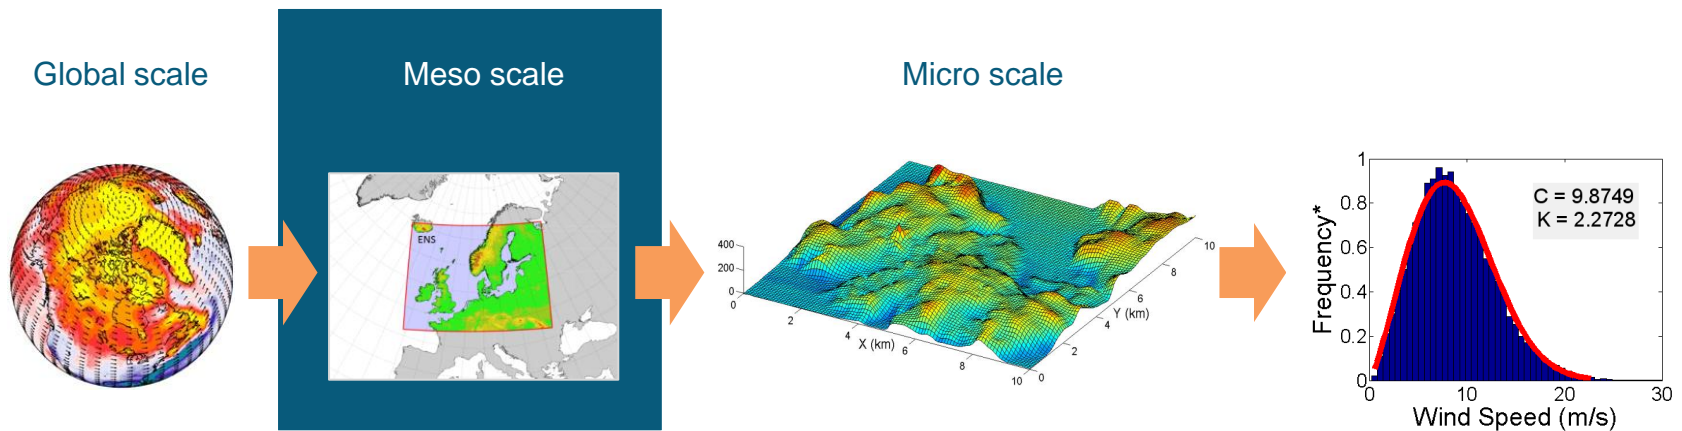 Global scale
Meso scale
Micro scale
ENS
400
200
0
0
2
4
6
8
10
X (km)
0
2
4
6
8
10
Y (km)
1
0.8
0.6
0.4
0.2
0
Frequency*
C = 9.8749
K = 2.2728
0
10
20
30
Wind Speed (m/s)